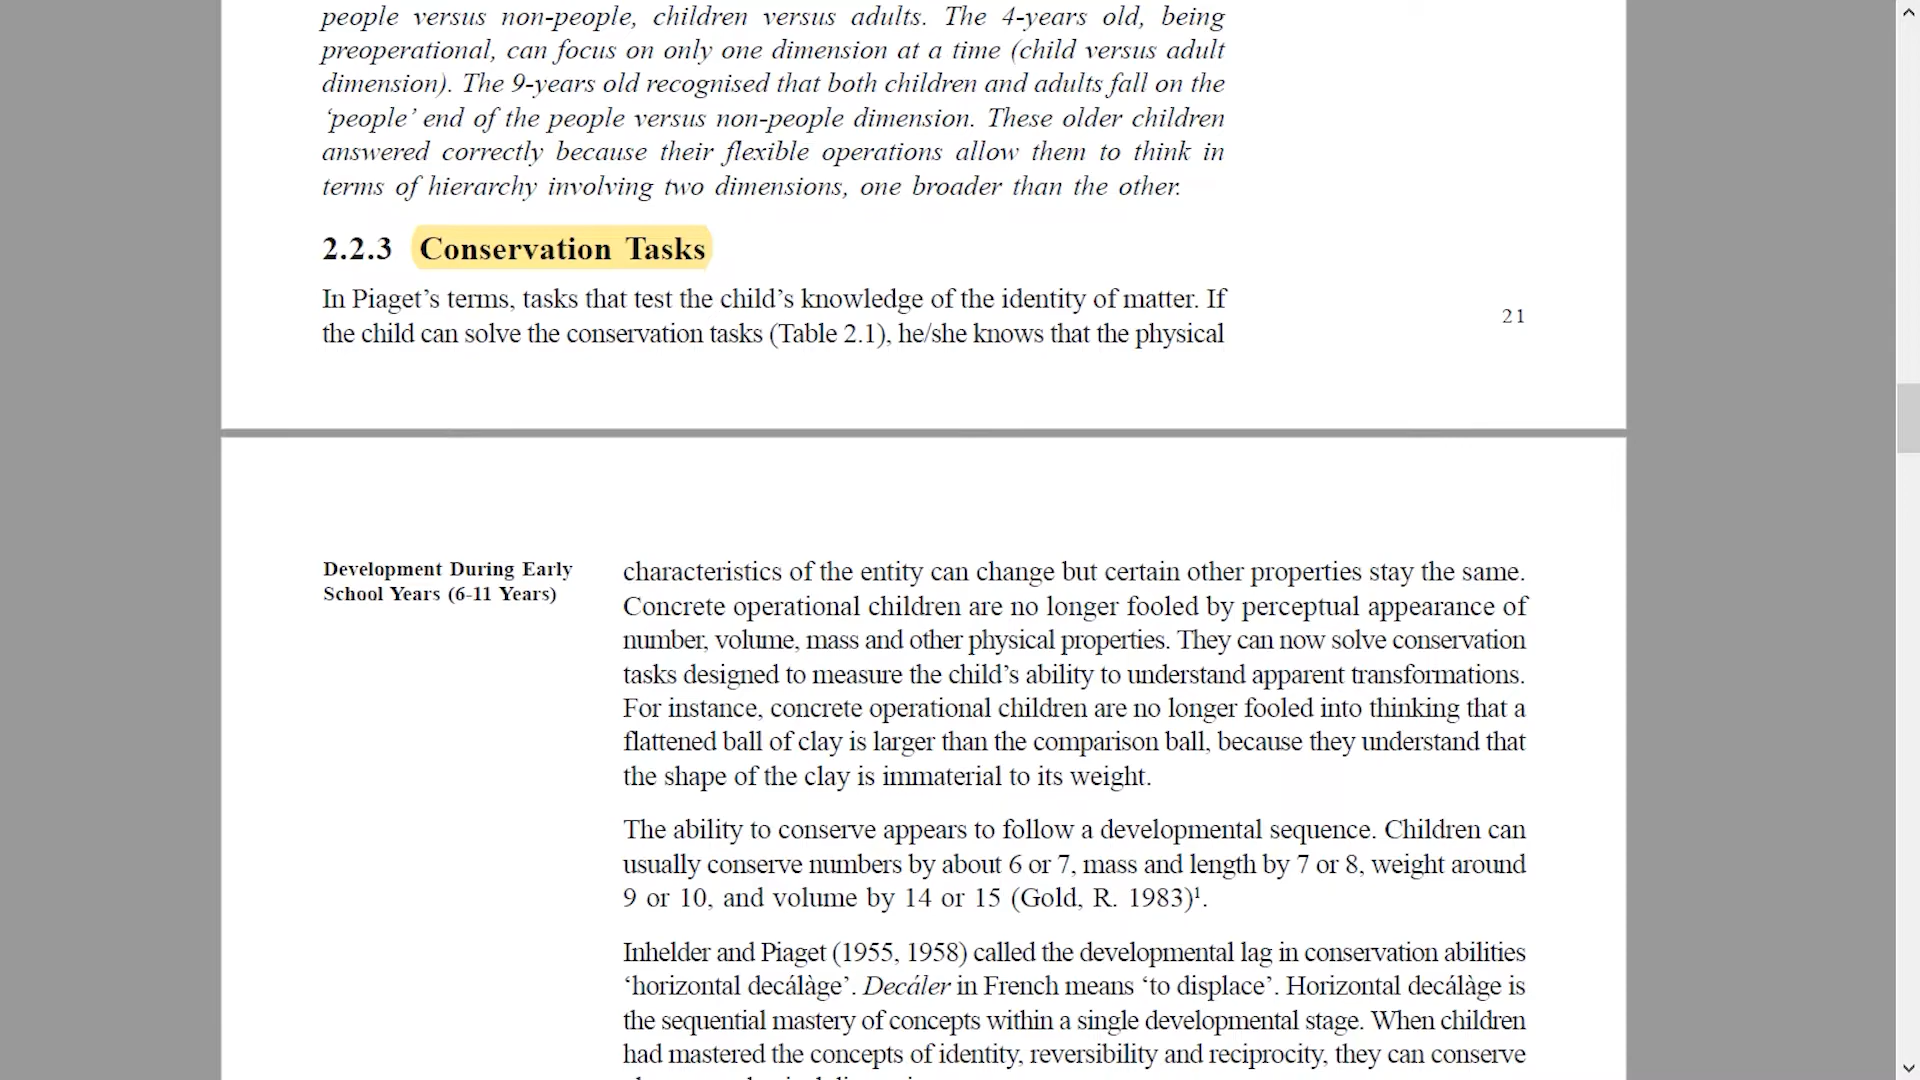 people versus non-people, children versus adults. The 4-years old, being
preoperational, can focus on only one dimension at a time (child versus adult
dimension). The 9-years old recognised that both children and adults fall on the
‘people’ end of the people versus non-people dimension. These older children
answered correctly because their flexible operations allow them to think in
terms of hierarchy involving two dimensions, one broader than the other.
2.2.3 Conservation Tasks
In Piaget’s terms, tasks that test the child’s knowledge of the identity of matter. If
the child can solve the conservation tasks (Table 2.1), he/she knows that the physical
21
Development During Early
School Years (6-11 Years)
characteristics of the entity can change but certain other properties stay the same.
Concrete operational children are no longer fooled by perceptual appearance of
number, volume, mass and other physical properties. They can now solve conservation
tasks designed to measure the child’s ability to understand apparent transformations.
For instance, concrete operational children are no longer fooled into thinking that a
flattened ball of clay is larger than the comparison ball, because they understand that
the shape of the clay is immaterial to its weight.
The ability to conserve appears to follow a developmental sequence. Children can
usually conserve numbers by about 6 or 7, mass and length by 7 or 8, weight around
9 or 10, and volume by 14 or 15 (Gold, R. 1983)¹.
Inhelder and Piaget (1955, 1958) called the developmental lag in conservation abilities
‘horizontal decálàge’. Decáler in French means ‘to displace’. Horizontal decálàge is
the sequential mastery of concepts within a single developmental stage. When children
had mastered the concepts of identity, reversibility and reciprocity, they can conserve